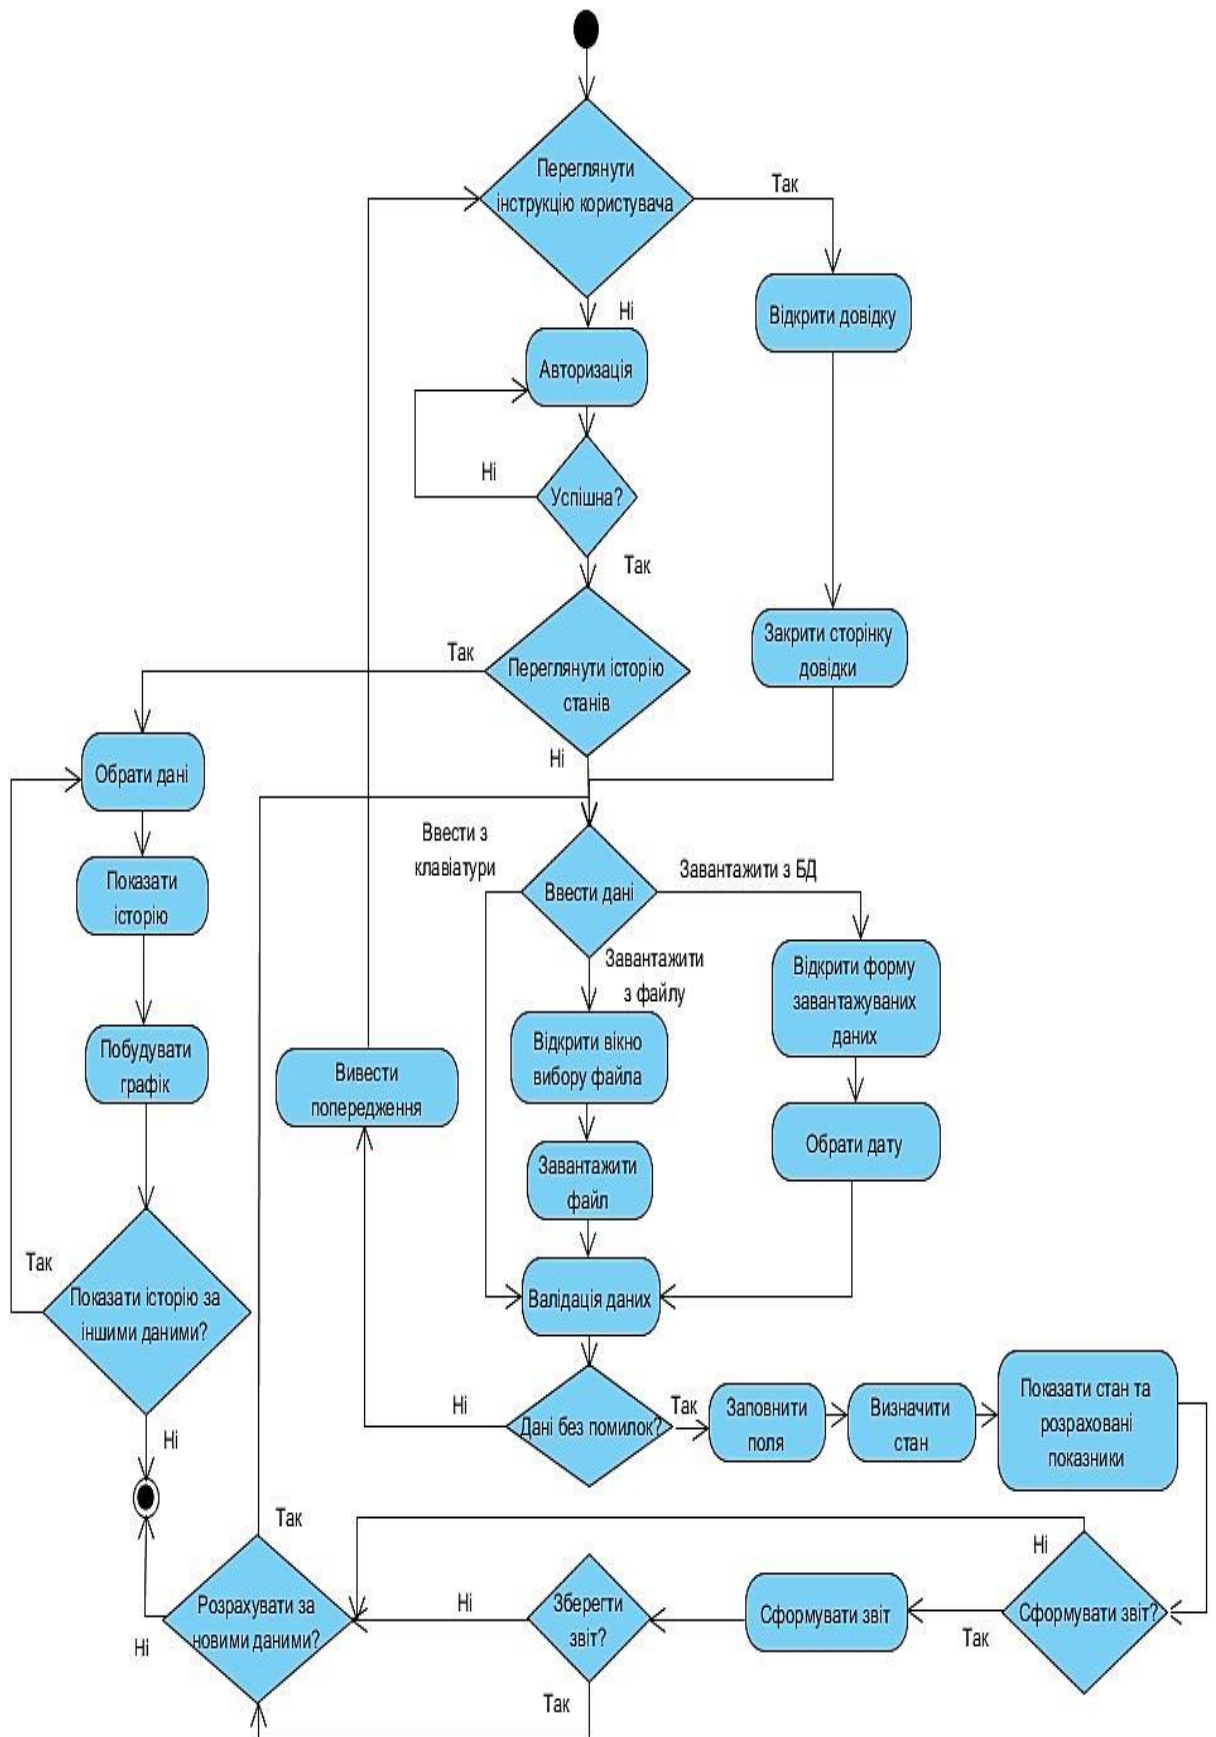 Переглянути
інструкцію користувача
Так
Відкрити довідку
Ні
Авторизація
Ні
Успішна?
Так
Закрити сторінку
довідки
Так
Переглянути історію
станів
Ні
Обрати дані
Ввести з
клавіатури
Завантажити з БД
Ввести дані
Показати
історію
Завантажити
з файлу
Відкрити форму
завантажуваних
даних
Відкрити вікно
вибору файла
Побудувати
графік
Вивести
попередження
Обрати дату
Завантажити
файл
Так
Показати історію за
іншими даними?
Валідація даних
Ні
Дані без помилок?
Так
Заповнити
поля
Визначити
стан
Показати стан та
розраховані
показники
Ні
Так
Ні
Розрахувати за
новими даними?
Ні
Ні
Зберегти
звіт?
Сформувати звіт
Так
Сформувати звіт?
Так